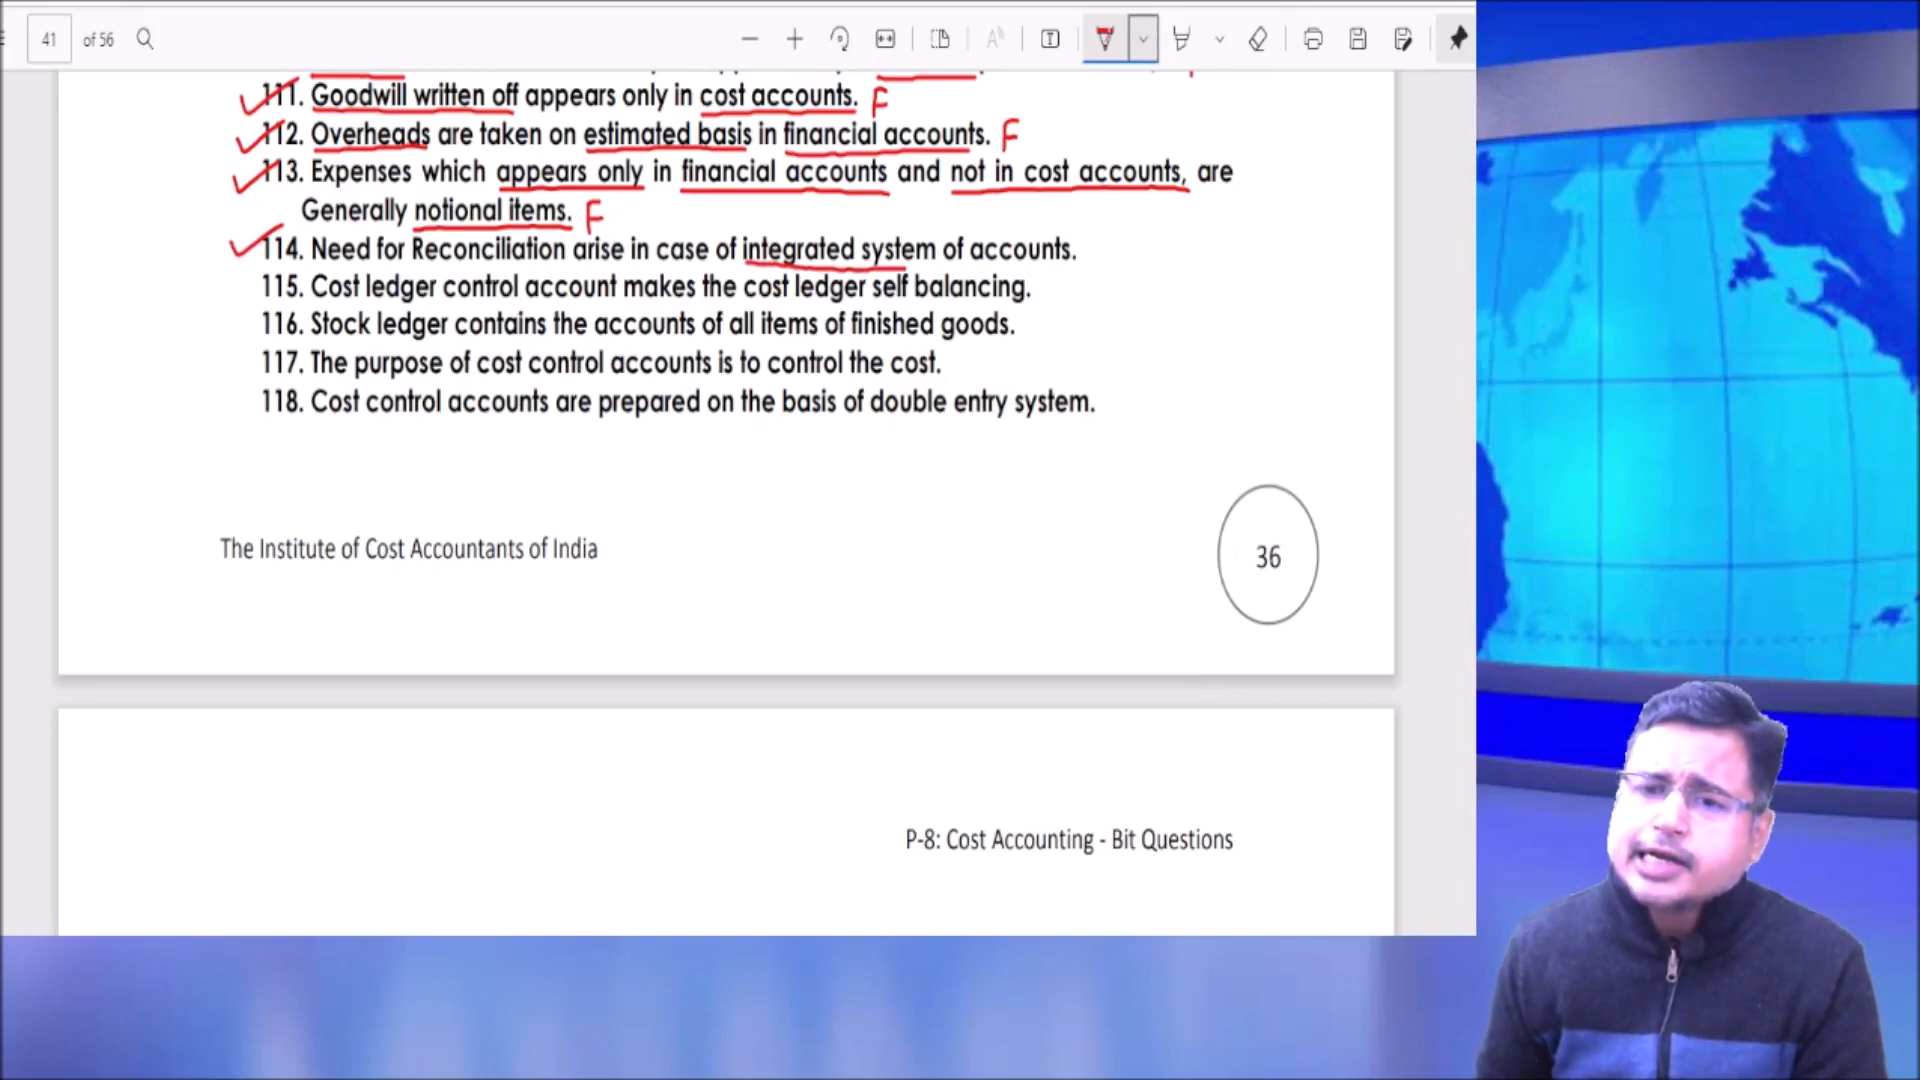 41 of 56
111. Goodwill written off appears only in cost accounts. F
112. Overheads are taken on estimated basis in financial accounts. F
113. Expenses which appears only in financial accounts and not in cost accounts, are
Generally notional items. F
114. Need for Reconciliation arise in case of integrated system of accounts.
115. Cost ledger control account makes the cost ledger self balancing.
116. Stock ledger contains the accounts of all items of finished goods.
117. The purpose of cost control accounts is to control the cost.
118. Cost control accounts are prepared on the basis of double entry system.
The Institute of Cost Accountants of India
36
P-8: Cost Accounting - Bit Questions